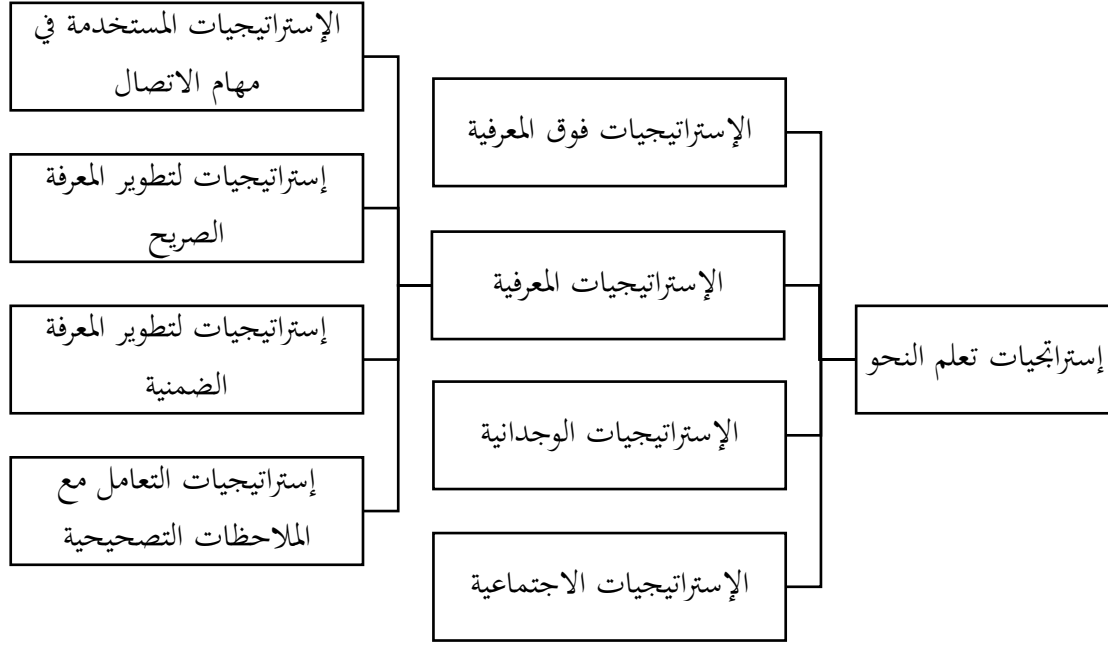 إستراتجيات تعلم النحو
الإستراتيجيات فوق المعرفية
الإستراتيجيات المعرفية
الإستراتيجيات الوجدانية
الإستراتيجيات الاجتماعية
الإستراتيجيات المستخدمة في
مهام الاتصال
إستراتيجيات لتطوير المعرفة
الصريح
إستراتيجيات لتطوير المعرفة
الضمنية
إستراتيجيات التعامل مع
الملاحظات التصحيحية